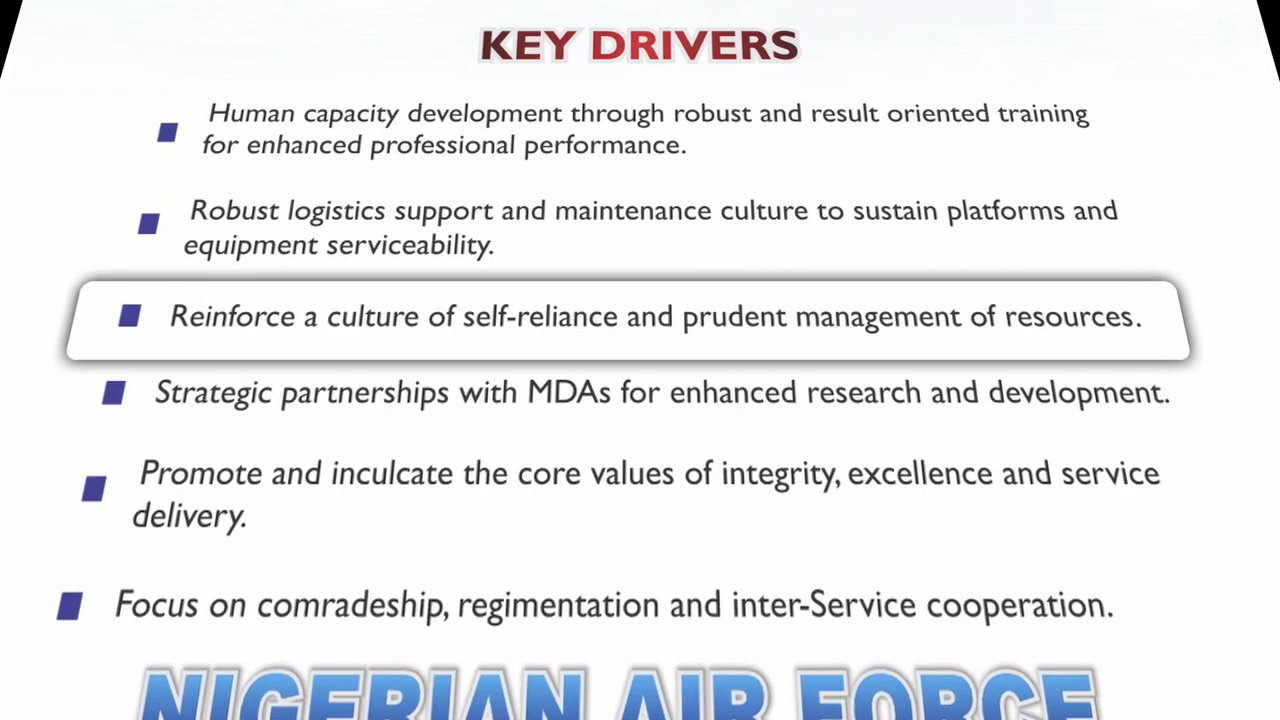 KEY DRIVERS
Human capacity development through robust and result oriented training
for enhanced professional performance.
Robust logistics support and maintenance culture to sustain platforms and
equipment serviceability.
Reinforce a culture of self-reliance and prudent management of resources.
Strategic partnerships with MDAs for enhanced research and development.
Promote and inculcate the core values of integrity, excellence and service
delivery.
Focus on comradeship, regimentation and inter-Service cooperation.
NIGERIAN AIR FORCE